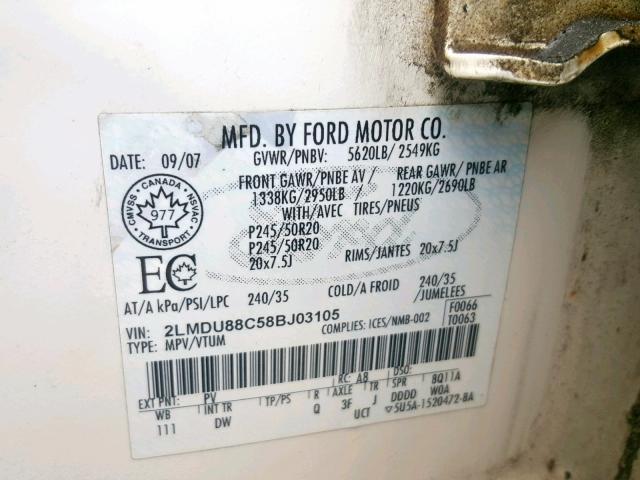 MFD. BY FORD MOTOR CO.
DATE: 09/07 GVWR/PNBV: 5620LB/ 2549KG
FRONT GAWR/PNBE AV/ REAR GAWR/ PNBE AR
1338KG/2950LB 1220KG/2690LB
WITH/AVEC TIRES/PNEUS
P245/50R20
P245/50R20 RIMS/JANTES 20x7.5J
20x7.5J
CMVSS CANADA NSVAC
977
TRANSPORT
EC
AT/A kPa/PSI/LPC 240/35 COLD/A FROID 240/35
/JUMELEES
VIN: 2LMDU88C58BJ03105 COMPLIES: ICES/NMB-002 F0066
TYPE: MPV/VTUM T0063
RC: A8 DSO:
EXT PNT: PV R AXLE TR SPR 8Q11A
WB INT TR TP/PS Q 3F J DDDD WOA
111 DW UCT 5U5A-1520472-BA